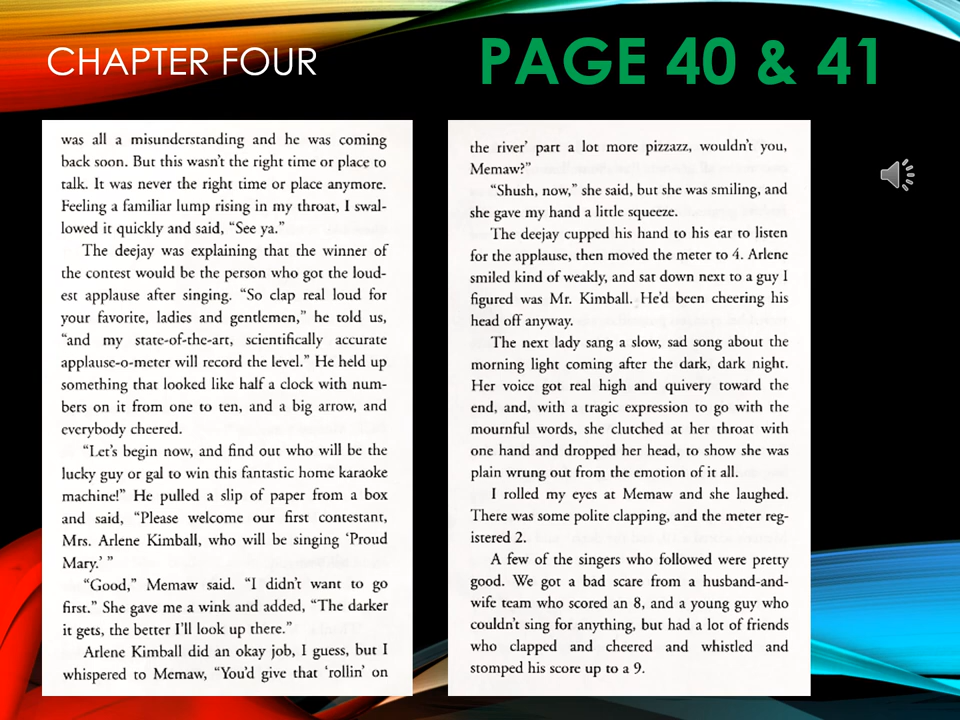 CHAPTER FOUR
PAGE 40 & 41
was all a misunderstanding and he was coming
back soon. But this wasn't the right time or place to
talk. It was never the right time or place anymore.
Feeling a familiar lump rising in my throat, I swal-
lowed it quickly and said, “See ya.”
The deejay was explaining that the winner of
the contest would be the person who got the loud-
est applause after singing. “So clap real loud for
your favorite, ladies and gentlemen,” he told us,
“and my state-of-the-art, scientifically accurate
applause-o-meter will record the level.” He held up
something that looked like half a clock with num-
bers on it from one to ten, and a big arrow, and
everybody cheered.
“Let's begin now, and find out who will be the
lucky guy or gal to win this fantastic home karaoke
machine!” He pulled a slip of paper from a box
and said, “Please welcome our first contestant,
Mrs. Arlene Kimball, who will be singing ‘Proud
Mary.’ ”
“Good,” Memaw said. “I didn't want to go
first.” She gave me a wink and added, “The darker
it gets, the better I'll look up there.”
Arlene Kimball did an okay job, I guess, but I
whispered to Memaw, “You'd give that ‘rollin’ on
the river’ part a lot more pizzazz, wouldn't you,
Memaw?”
“Shush, now,” she said, but she was smiling, and
she gave my hand a little squeeze.
The deejay cupped his hand to his ear to listen
for the applause, then moved the meter to 4. Arlene
smiled kind of weakly, and sat down next to a guy I
figured was Mr. Kimball. He'd been cheering his
head off anyway.
The next lady sang a slow, sad song about the
morning light coming after the dark, dark night.
Her voice got real high and quivery toward the
end, and, with a tragic expression to go with the
mournful words, she clutched at her throat with
one hand and dropped her head, to show she was
plain wrung out from the emotion of it all.
I rolled my eyes at Memaw and she laughed.
There was some polite clapping, and the meter reg-
istered 2.
A few of the singers who followed were pretty
good. We got a bad scare from a husband-and-
wife team who scored an 8, and a young guy who
couldn't sing for anything, but had a lot of friends
who clapped and cheered and whistled and
stomped his score up to a 9.